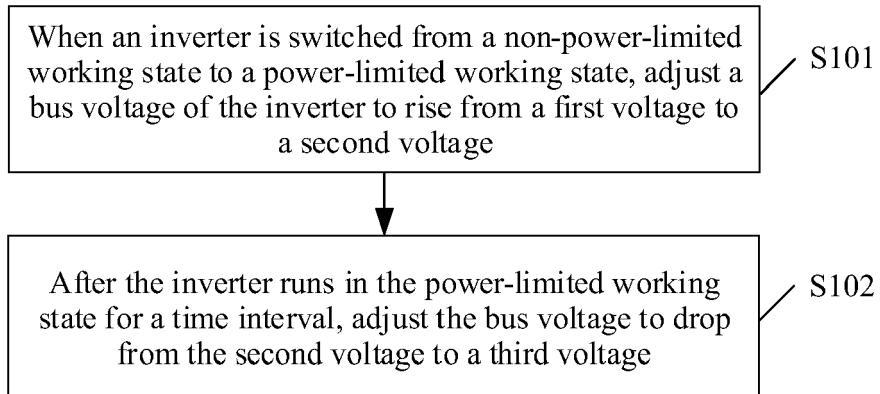 When an inverter is switched from a non-power-limited
working state to a power-limited working state, adjust a
bus voltage of the inverter to rise from a first voltage to
a second voltage
S101
After the inverter runs in the power-limited working
state for a time interval, adjust the bus voltage to drop
from the second voltage to a third voltage
S102